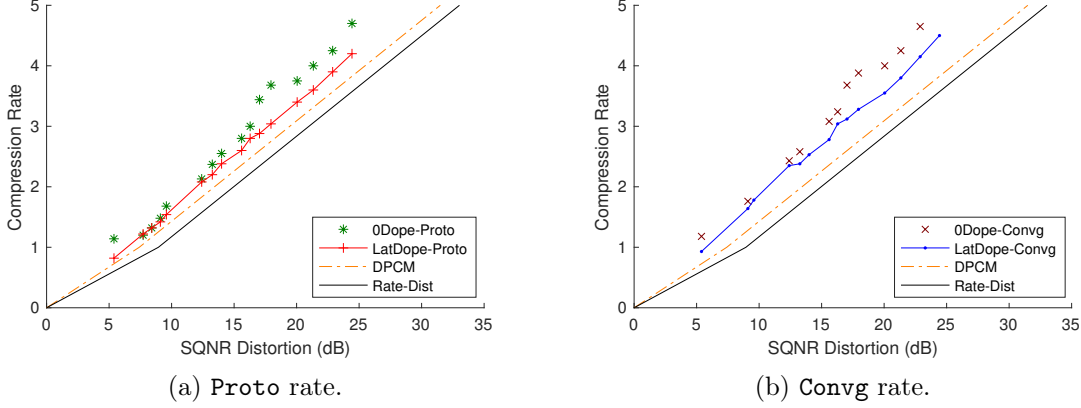 5
4
3
2
1
0
0
5
10
15
20
25
30
35
Compression Rate
SQNR Distortion (dB)
0Dope-Proto
LatDope-Proto
DPCM
Rate-Dist
(a) Proto rate.
5
4
3
2
1
0
0
5
10
15
20
25
30
35
Compression Rate
SQNR Distortion (dB)
0Dope-Convg
LatDope-Convg
DPCM
Rate-Dist
(b) Convg rate.